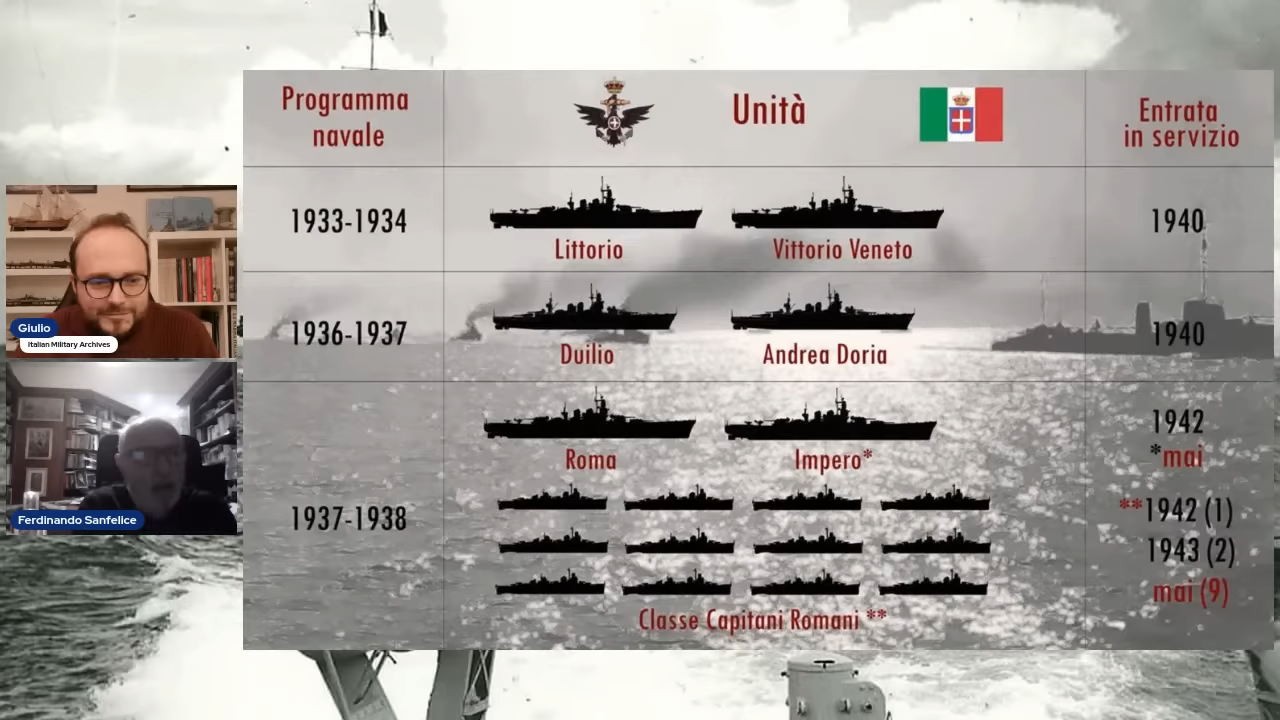 Programma
navale
Unità
Entrata
in servizio
1933-1934
Littorio
Vittorio Veneto
1940
1936-1937
Duilio
Andrea Doria
1940
1937-1938
Roma
Impero*
1942
*mai
Classe Capitani Romani **
**1942 (1)
1943 (2)
mai (9)
Giulio
Italian Military Archives
Ferdinando Sanfelice